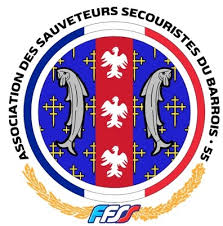 ASSOCIATION DES SAUVETEURS SECOURISTES DU BARROIS - 55
FFSS